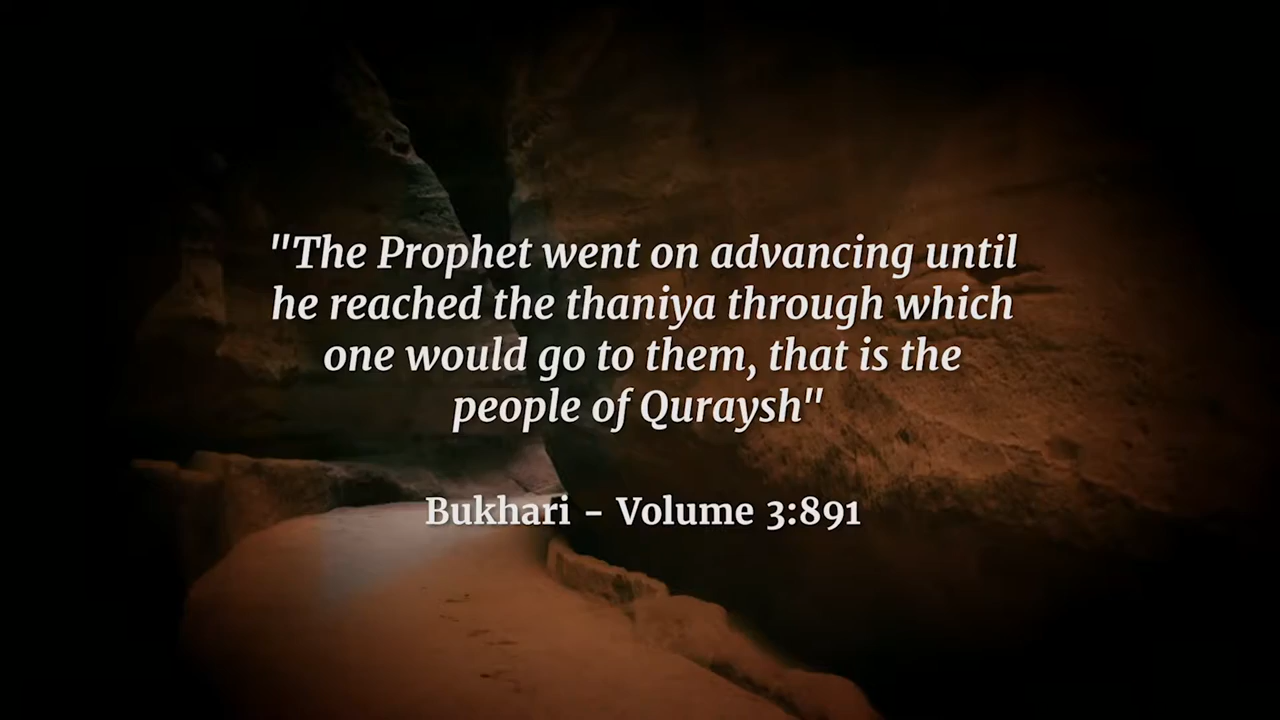 "The Prophet went on advancing until
he reached the thaniya through which
one would go to them, that is the
people of Quraysh"
Bukhari - Volume 3:891